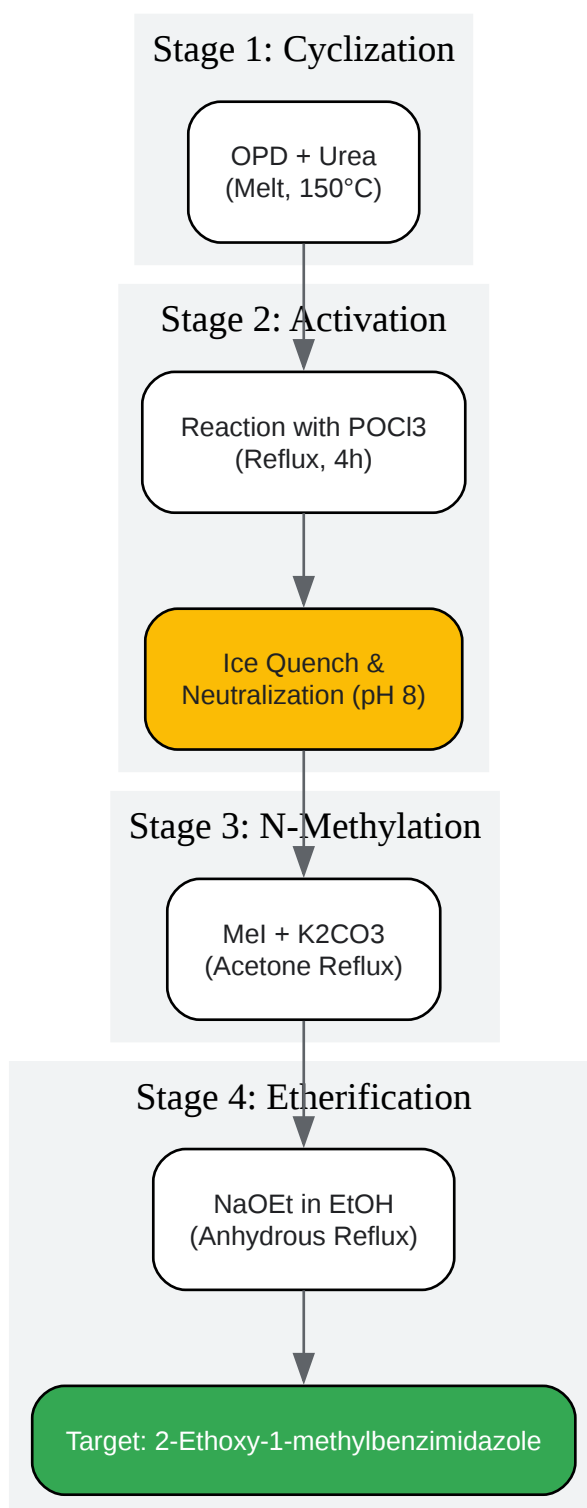 Stage 1: Cyclization
OPD + Urea
(Melt, 150°C)
Stage 2: Activation
Reaction with POCl3
(Reflux, 4h)
Ice Quench &
Neutralization (pH 8)
Stage 3: N-Methylation
MeI + K2CO3
(Acetone Reflux)
Stage 4: Etherification
NaOEt in EtOH
(Anhydrous Reflux)
Target: 2-Ethoxy-1-methylbenzimidazole